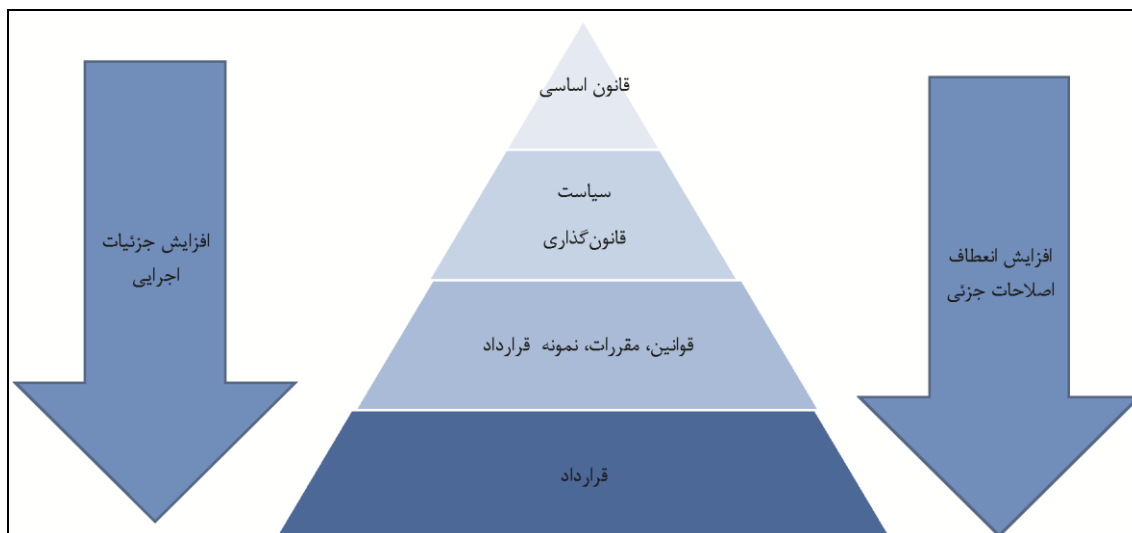 قانون اساسی
سیاست
قانون‌گذاری
افزایش انعطاف
اصلاحات جزئی
افزایش جزئیات
اجرایی
قوانین، مقررات، نمونه قرارداد
قرارداد